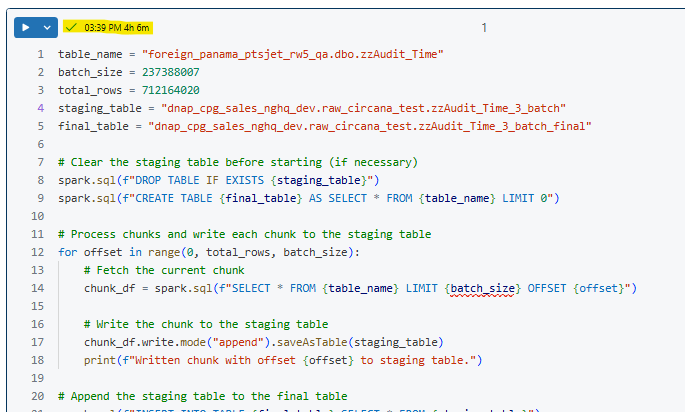 03:39 PM 4h 6m
1
1 table_name = "foreign_panama_ptsjet_rw5_qa.dbo.zzAudit_Time"
2 batch_size = 237388007
3 total_rows = 712164020
4 staging_table = "dnap_cpg_sales_nghq_dev.raw_circana_test.zzAudit_Time_3_batch"
5 final_table = "dnap_cpg_sales_nghq_dev.raw_circana_test.zzAudit_Time_3_batch_final"
6
7 # Clear the staging table before starting (if necessary)
8 spark.sql(f"DROP TABLE IF EXISTS {staging_table}")
9 spark.sql(f"CREATE TABLE {final_table} AS SELECT * FROM {table_name} LIMIT 0")
10
11 # Process chunks and write each chunk to the staging table
12 for offset in range(0, total_rows, batch_size):
13     # Fetch the current chunk
14     chunk_df = spark.sql(f"SELECT * FROM {table_name} LIMIT {batch_size} OFFSET {offset}")
15
16     # Write the chunk to the staging table
17     chunk_df.write.mode("append").saveAsTable(staging_table)
18     print(f"Written chunk with offset {offset} to staging table.")
19
20 # Append the staging table to the final table